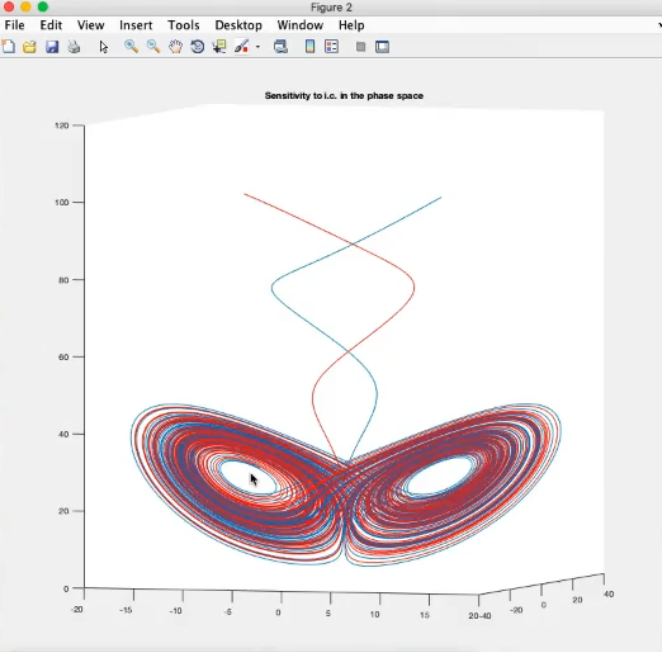 Figure 2
File Edit View Insert Tools Desktop Window Help
Sensitivity to i.c. in the phase space
120
100
80
60
40
20
0
-20 -15 -10 -5 0 5 10 15 20 -40 -20 0 20 40